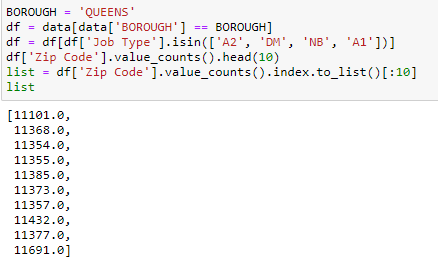 BOROUGH = 'QUEENS'
df = data[data['BOROUGH'] == BOROUGH]
df = df[df['Job Type'].isin(['A2', 'DM', 'NB', 'A1'])]
df['Zip Code'].value_counts().head(10)
list = df['Zip Code'].value_counts().index.to_list()[:10]
list
[11101.0,
11368.0,
11354.0,
11355.0,
11385.0,
11373.0,
11357.0,
11432.0,
11377.0,
11691.0]